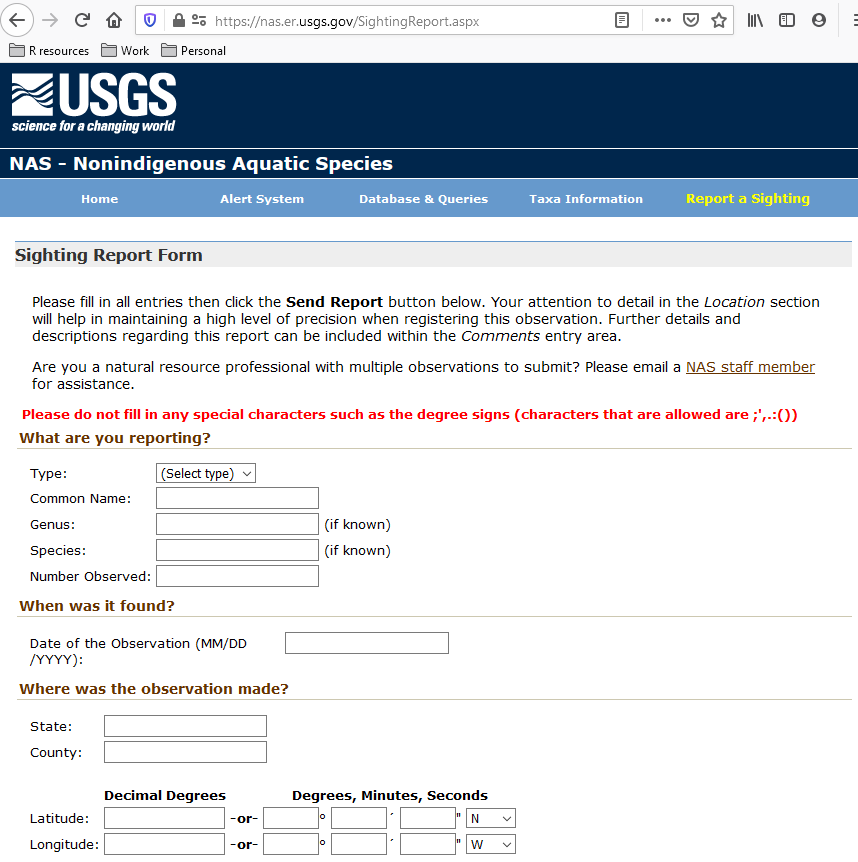 https://nas.er.usgs.gov/SightingReport.aspx
R resources Work Personal
USGS
science for a changing world
NAS - Nonindigenous Aquatic Species
Home Alert System Database & Queries Taxa Information Report a Sighting
Sighting Report Form
Please fill in all entries then click the Send Report button below. Your attention to detail in the Location section
will help in maintaining a high level of precision when registering this observation. Further details and
descriptions regarding this report can be included within the Comments entry area.
Are you a natural resource professional with multiple observations to submit? Please email a NAS staff member
for assistance.
Please do not fill in any special characters such as the degree signs (characters that are allowed are ;',.:())
What are you reporting?
Type: (Select type)
Common Name:
Genus: (if known)
Species: (if known)
Number Observed:
When was it found?
Date of the Observation (MM/DD
/YYYY):
Where was the observation made?
State:
County:
Decimal Degrees Degrees, Minutes, Seconds
Latitude: -or- ° ´ " N
Longitude: -or- ° ´ " W